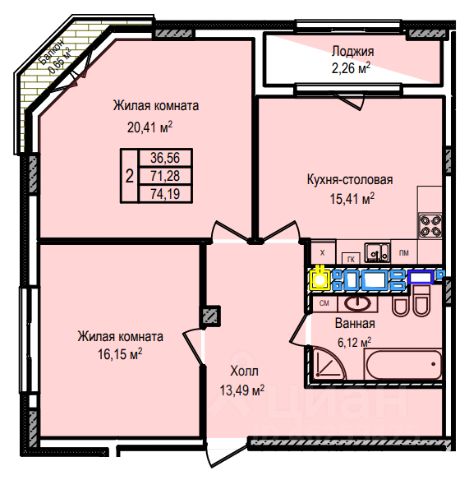 Балкон
0,86 м²
Лоджия
2,26 м²
Жилая комната
20,41 м²
2
36,56
71,28
74,19
Кухня-столовая
15,41 м²
Х
ГК
ПМ
СМ
Ванная
6,12 м²
Жилая комната
16,15 м²
Холл
13,49 м²
циан